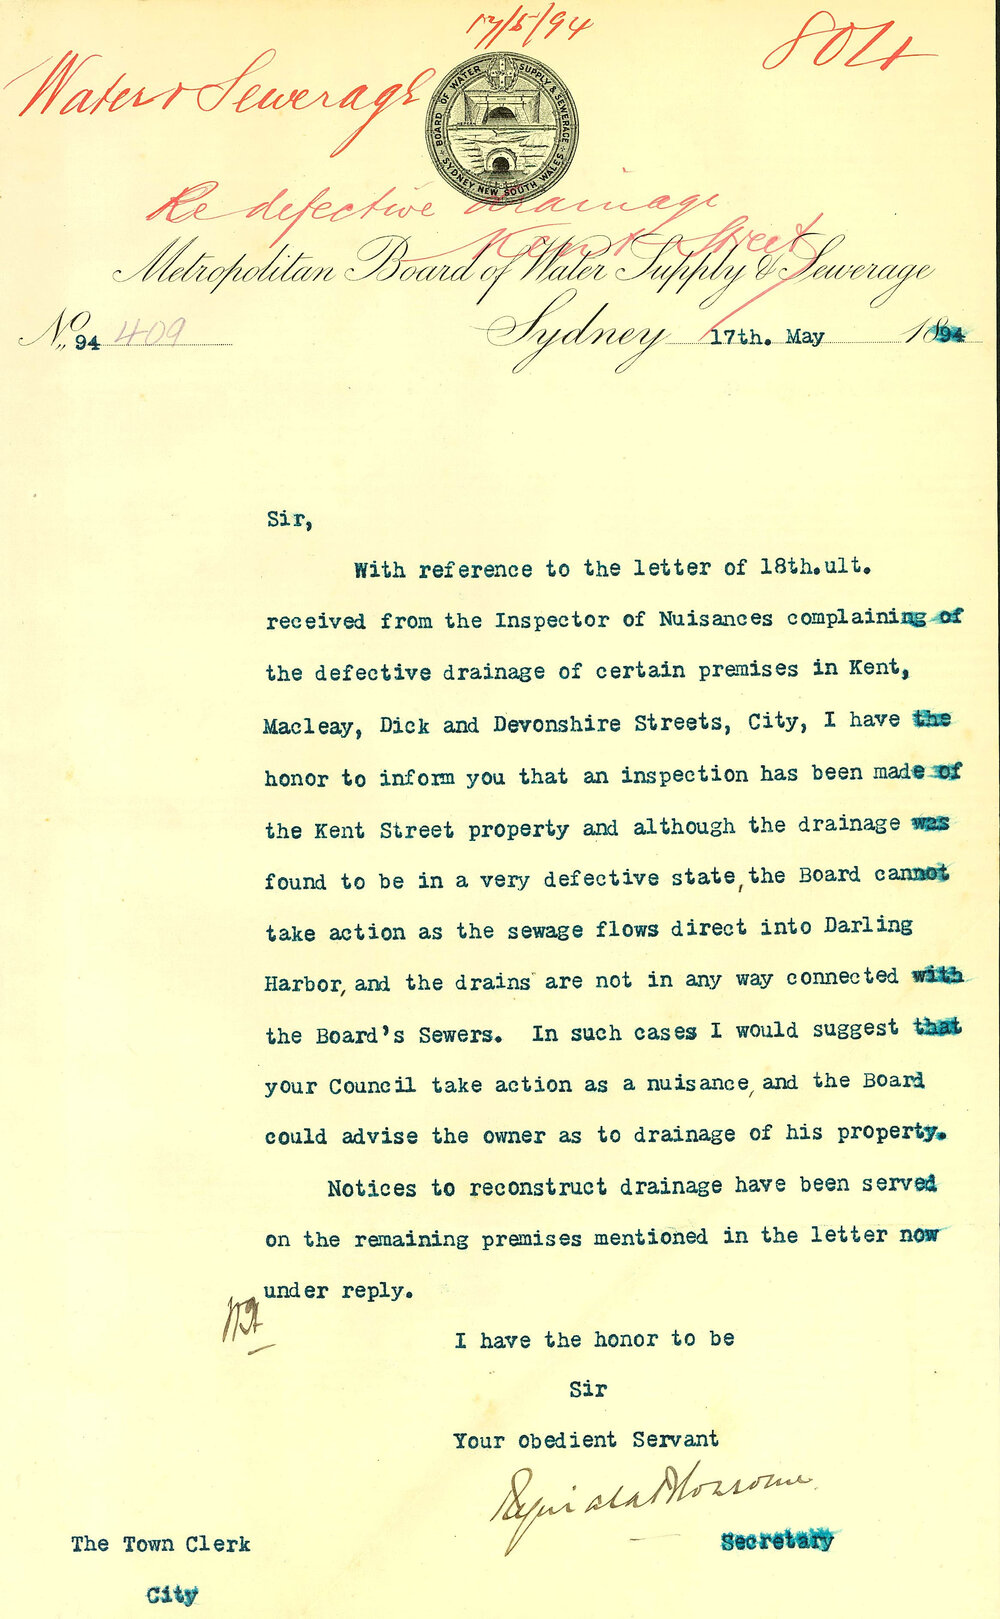 17/5/94
804
Water & Sewerage
BOARD OF WATER SUPPLY & SEWERAGE
SYDNEY NEW SOUTH WALES
Re defective drainage
Kent Street
Metropolitan Board of Water Supply & Sewerage
No. 94 409
Sydney 17th. May 1894
Sir,
With reference to the letter of 18th.ult.
received from the Inspector of Nuisances complaining of
the defective drainage of certain premises in Kent,
Macleay, Dick and Devonshire Streets, City, I have the
honor to inform you that an inspection has been made of
the Kent Street property and although the drainage was
found to be in a very defective state, the Board cannot
take action as the sewage flows direct into Darling
Harbor, and the drains are not in any way connected with
the Board's Sewers. In such cases I would suggest that
your Council take action as a nuisance, and the Board
could advise the owner as to drainage of his property.
Notices to reconstruct drainage have been served
on the remaining premises mentioned in the letter now
under reply.
I have the honor to be
Sir
Your obedient Servant
Secretary
The Town Clerk
City